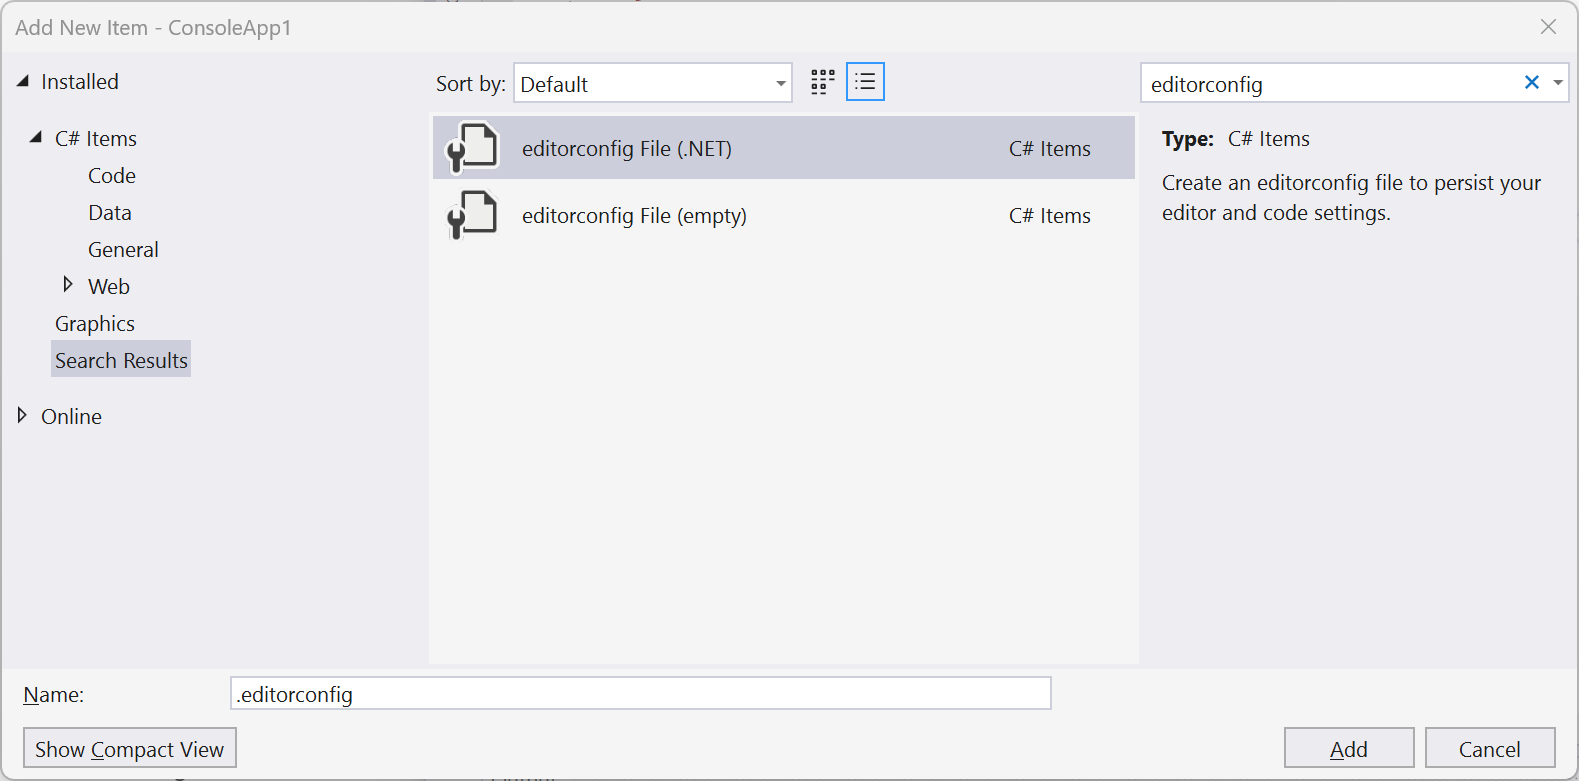 Add New Item - ConsoleApp1
Installed
C# Items
Code
Data
General
Web
Graphics
Search Results
Online
Sort by: Default
editorconfig File (.NET) C# Items
editorconfig File (empty) C# Items
editorconfig
Type: C# Items
Create an editorconfig file to persist your
editor and code settings.
Name: .editorconfig
Show Compact View Add Cancel